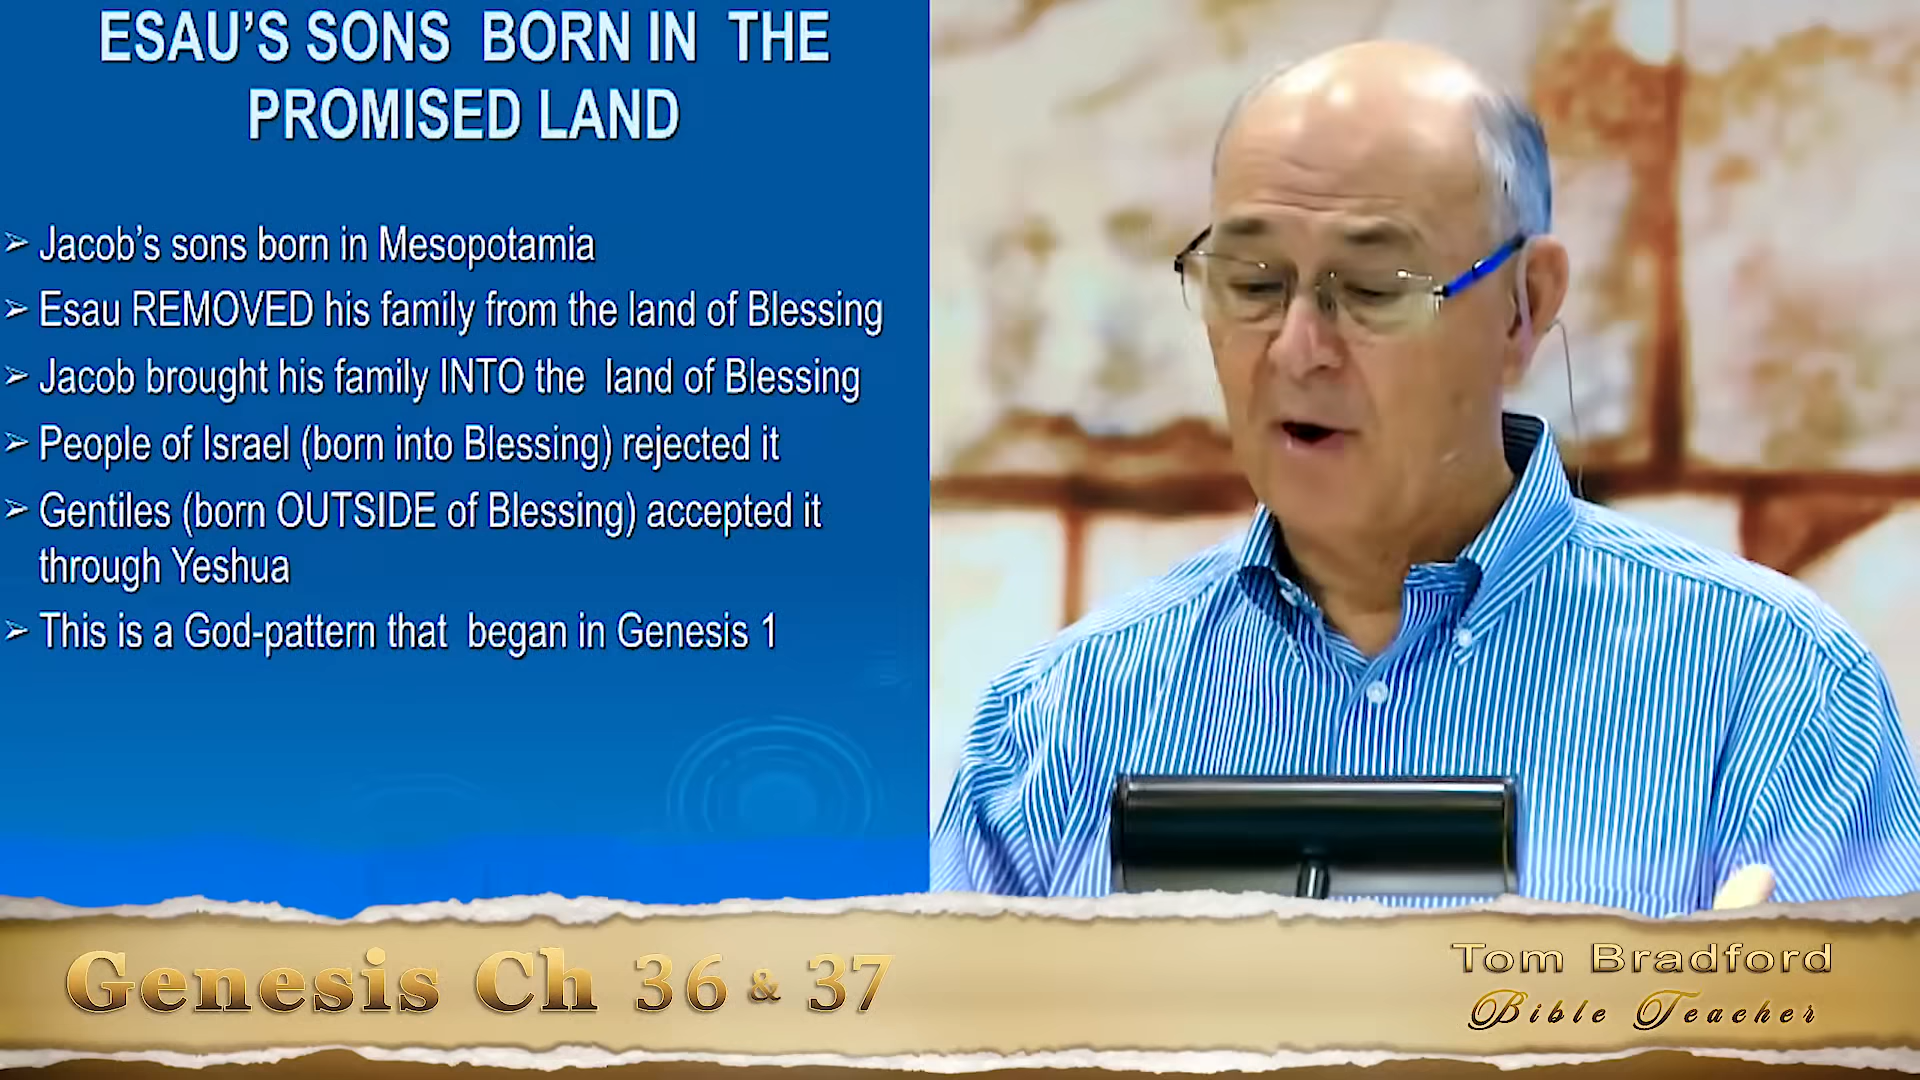 ESAU’S SONS BORN IN THE
PROMISED LAND
➢ Jacob’s sons born in Mesopotamia
➢ Esau REMOVED his family from the land of Blessing
➢ Jacob brought his family INTO the land of Blessing
➢ People of Israel (born into Blessing) rejected it
➢ Gentiles (born OUTSIDE of Blessing) accepted it
through Yeshua
➢ This is a God-pattern that began in Genesis 1
Genesis Ch 36 & 37
Tom Bradford
Bible Teacher